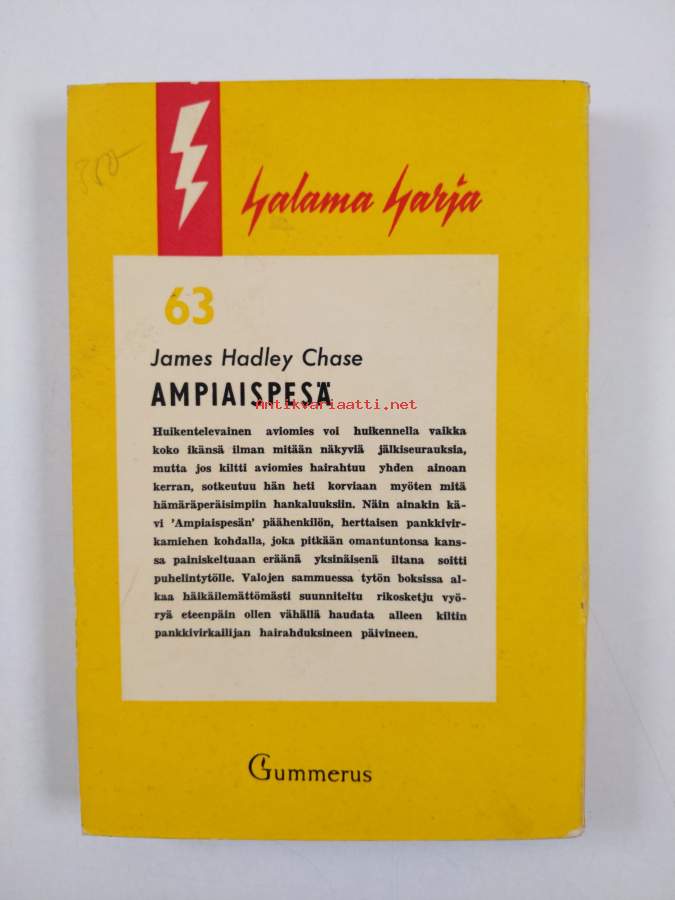 Salama Sarja
63
James Hadley Chase
AMPIAISPESÄ
Antikvariaatti.net
Huikentelevainen aviomies voi huikennella vaikka
koko ikänsä ilman mitään näkyviä jälkiseurauksia,
mutta jos kiltti aviomies hairahtuu yhden ainoan
kerran, sotkeutuu hän heti korviaan myöten mitä
hämäräperäisimpiin hankaluuksiin. Näin ainakin kä-
vi 'Ampiaispesän' päähenkilön, herttaisen pankkivir-
kamiehen kohdalla, joka pitkään omantuntonsa kans-
sa painiskeltuaan eräänä yksinäisenä iltana soitti
puhelintytölle. Valojen sammuessa tytön boksissa al-
kaa häikäilemättömästi suunniteltu rikosketju vyö-
ryä eteenpäin ollen vähällä haudata alleen kiltin
pankkivirkailijan hairahduksineen päivineen.
Gummerus